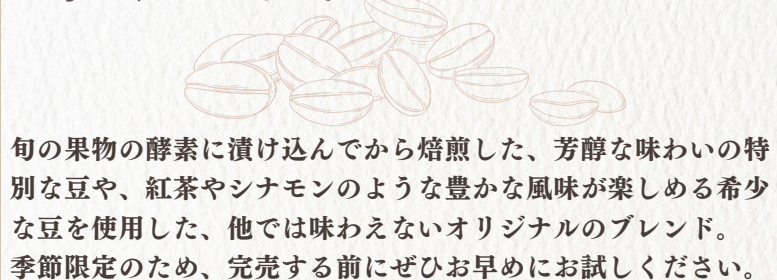 旬の果物の酵素に漬け込んでから焙煎した、芳醇な味わいの特
別な豆や、紅茶やシナモンのような豊かな風味が楽しめる希少
な豆を使用した、他では味わえないオリジナルのブレンド。
季節限定のため、完売する前にぜひお早めにお試しください。